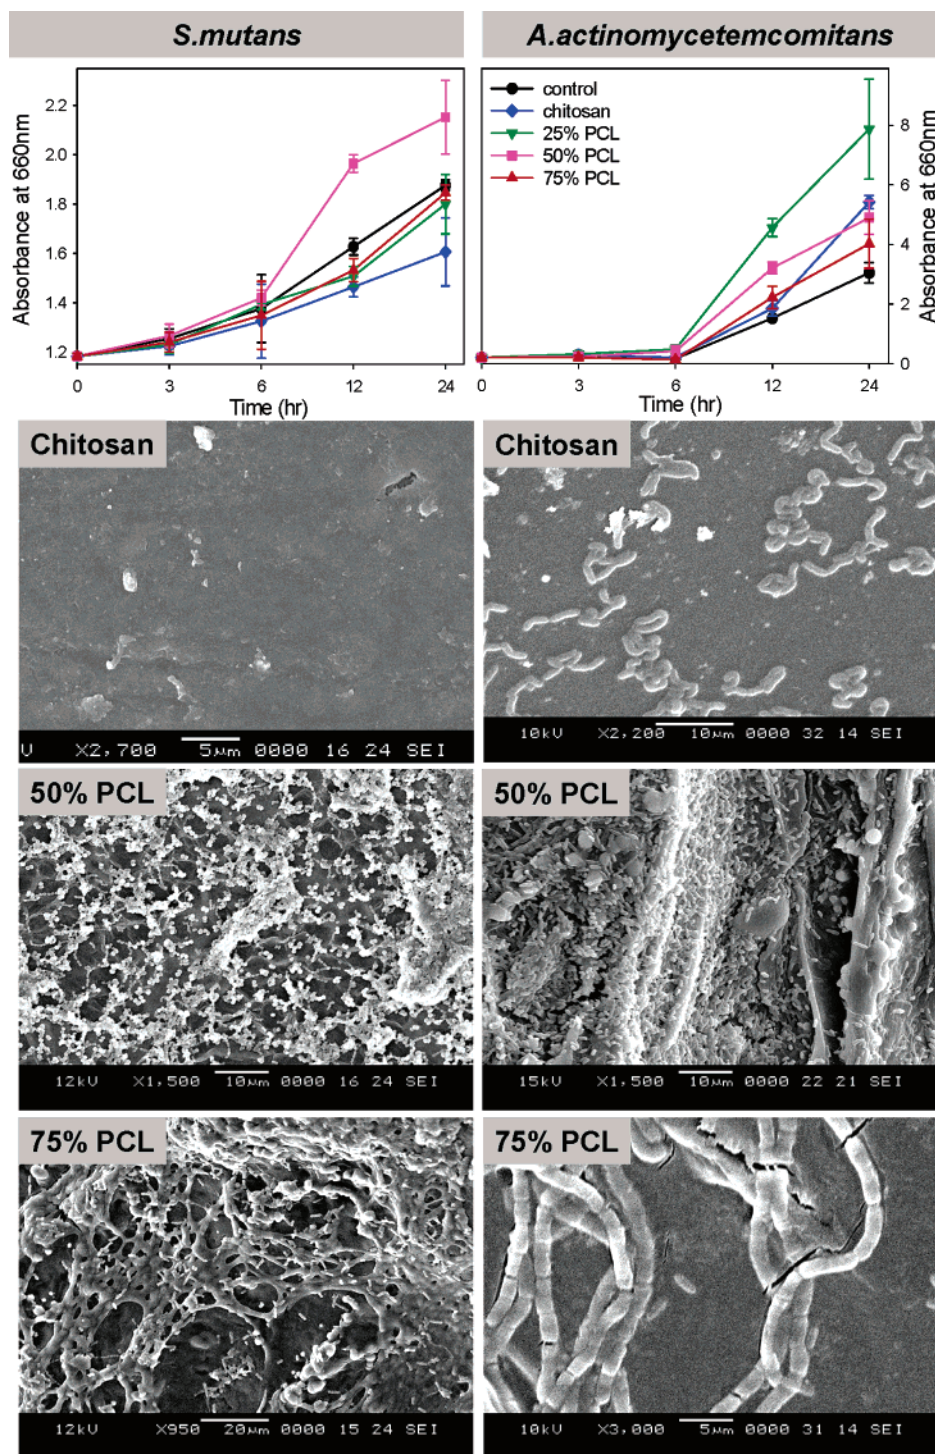 S.mutans
A.actinomycetemcomitans
Absorbance at 660nm
2.2
2.0
1.8
1.6
1.4
1.2
0 3 6 12 24
Time (hr)
control
chitosan
25% PCL
50% PCL
75% PCL
8
6
4
2
0
Absorbance at 660nm
0 3 6 12 24
Time (hr)
Chitosan
V X2,700 5µm 0000 16 24 SEI
Chitosan
10kV X2,200 10µm 0000 32 14 SEI
50% PCL
12kV X1,500 10µm 0000 16 24 SEI
50% PCL
15kV X1,500 10µm 0000 22 21 SEI
75% PCL
12kV X950 20µm 0000 15 24 SEI
75% PCL
10kV X3,000 5µm 0000 31 14 SEI